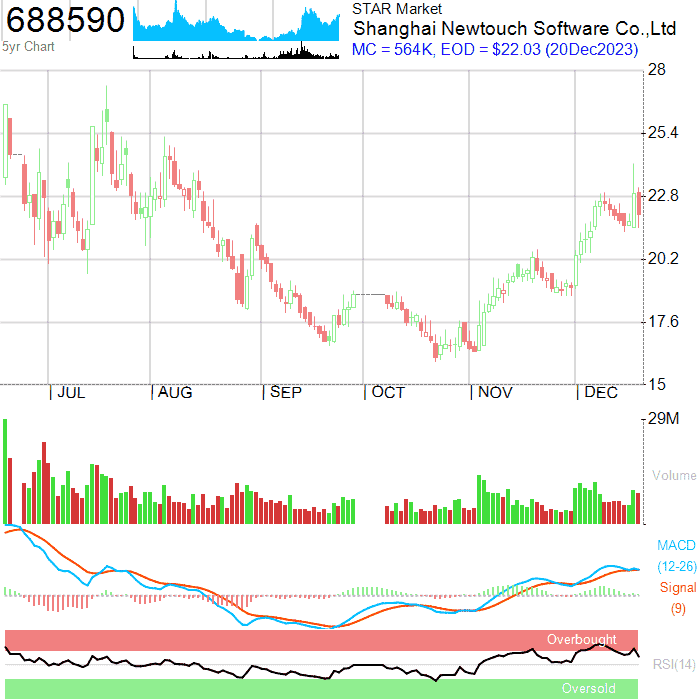 688590
5yr Chart
STAR Market
Shanghai Newtouch Software Co.,Ltd
MC = 564K, EOD = $22.03 (20Dec2023)
28
25.4
22.8
20.2
17.6
15
JUL
AUG
SEP
OCT
NOV
DEC
29M
Volume
MACD
(12-26)
Signal
(9)
Overbought
RSI(14)
Oversold